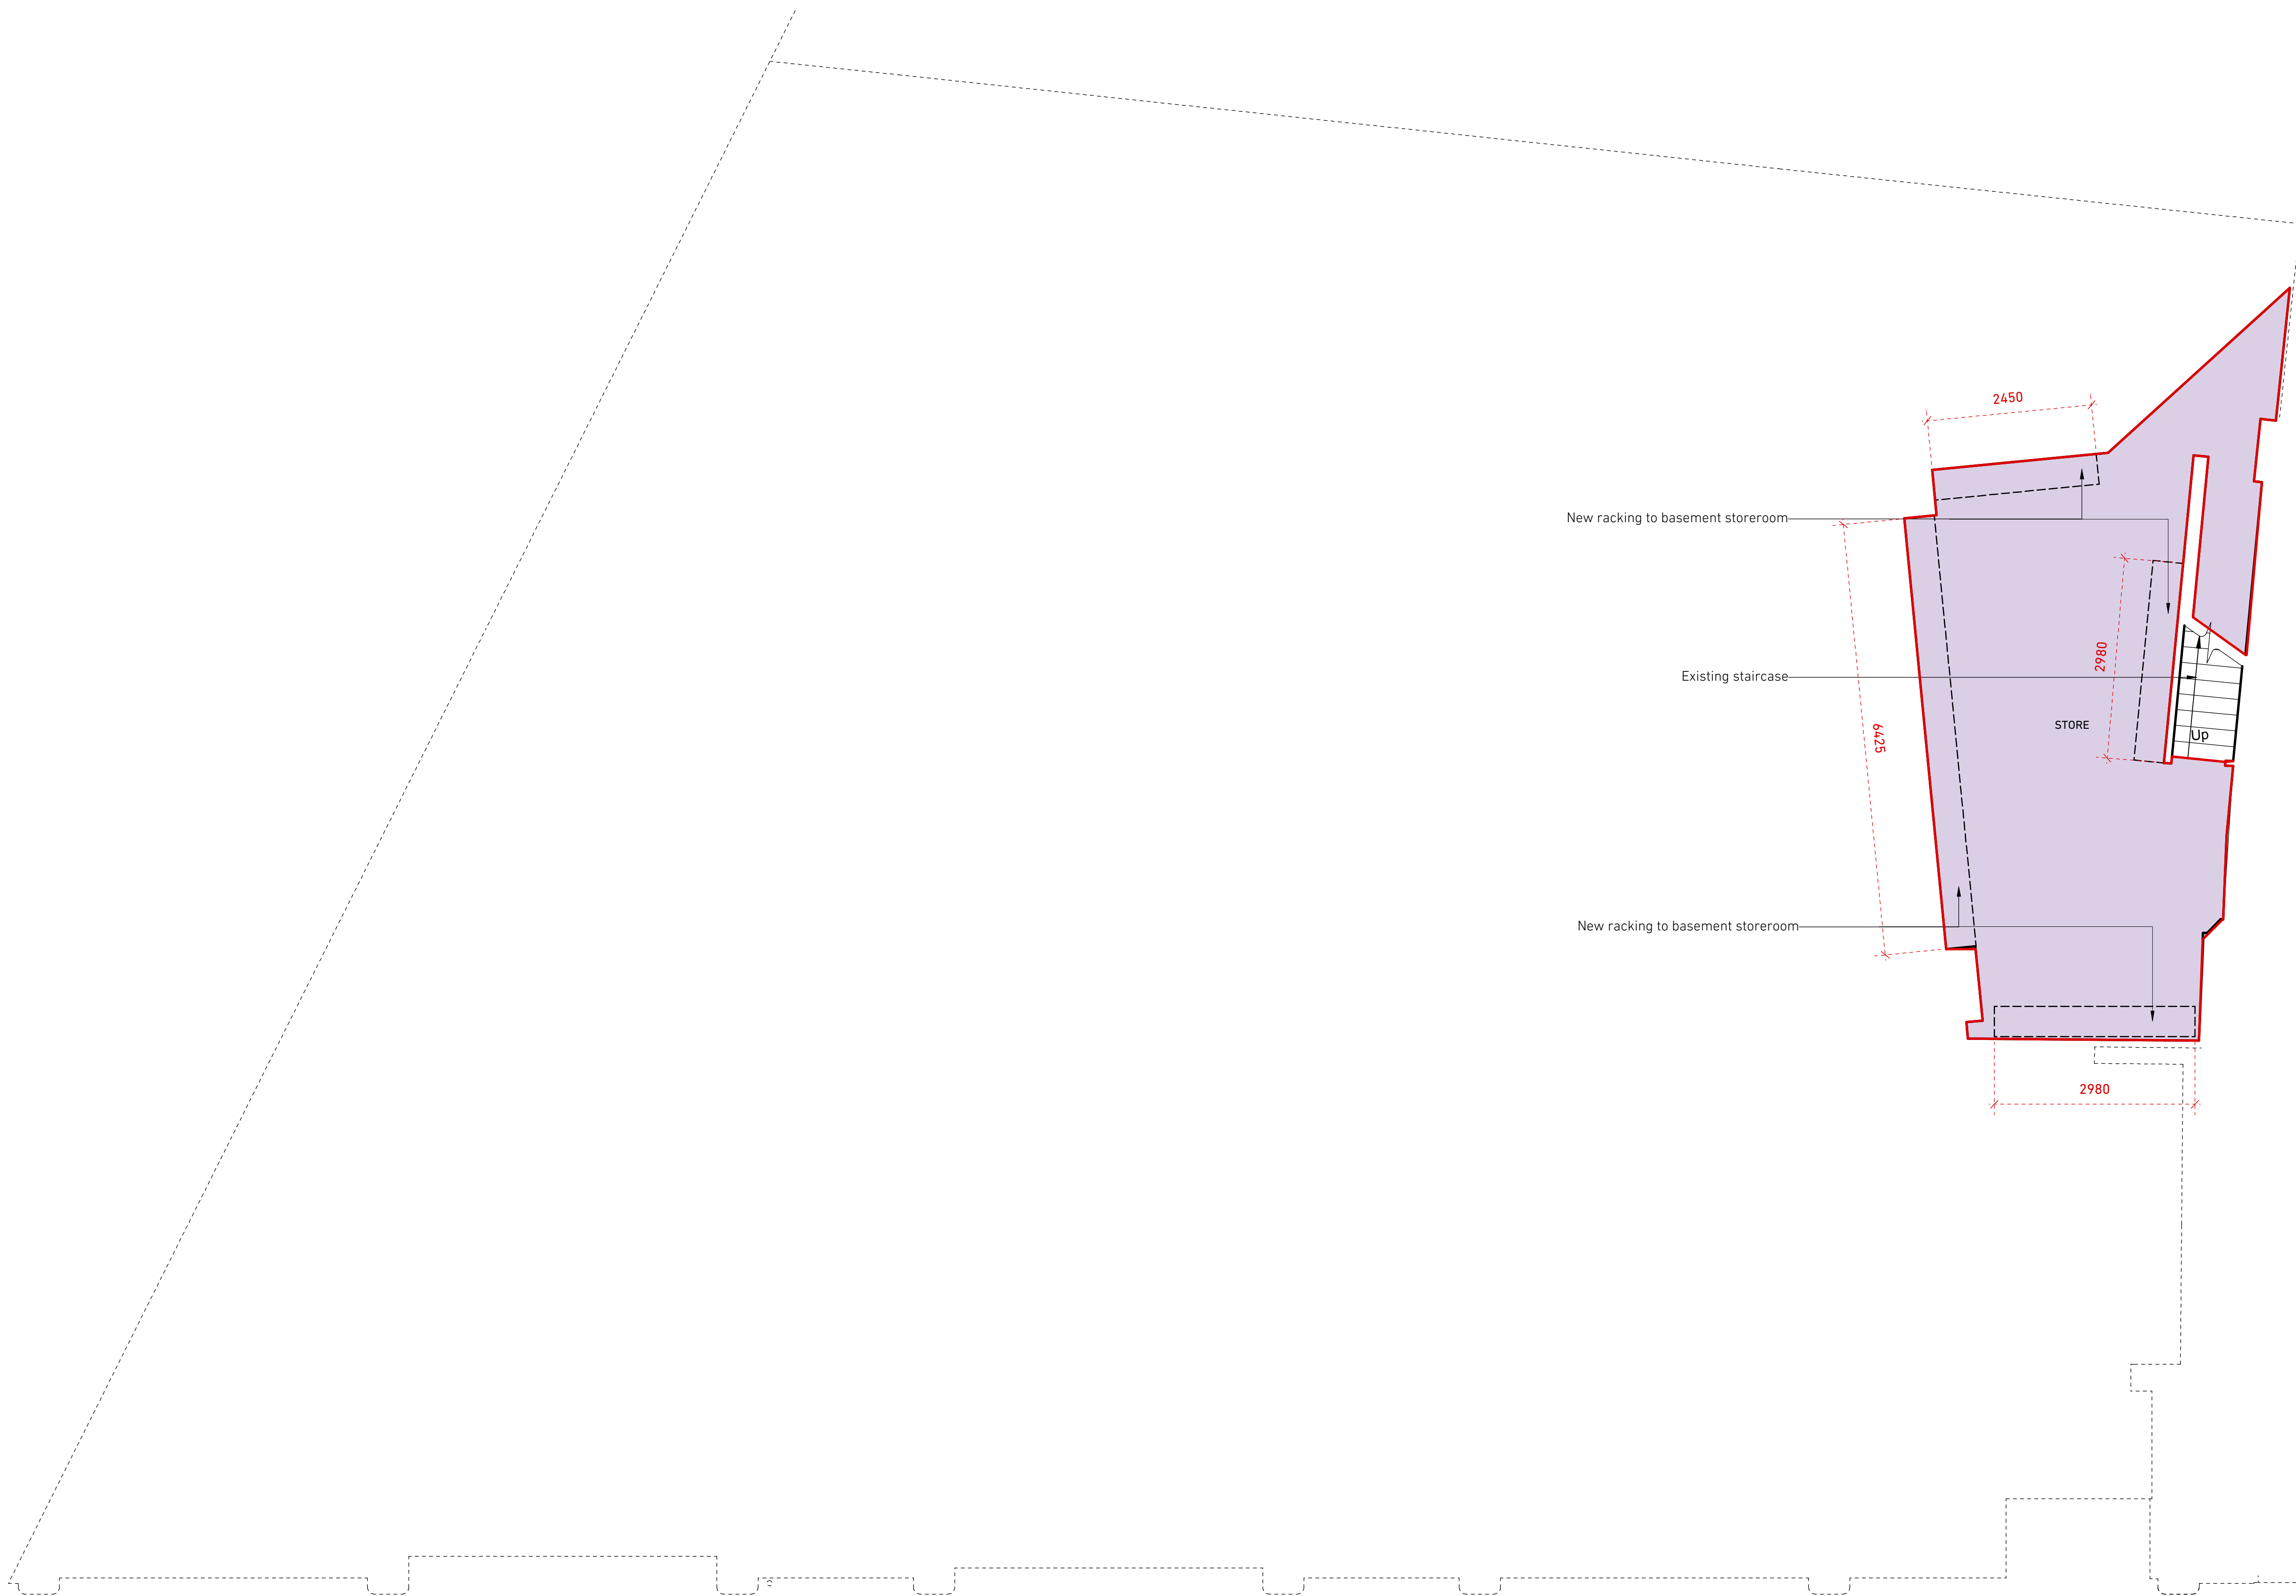 2450
New racking to basement storeroom
2980
Existing staircase
6425
STORE
Up
New racking to basement storeroom
2980